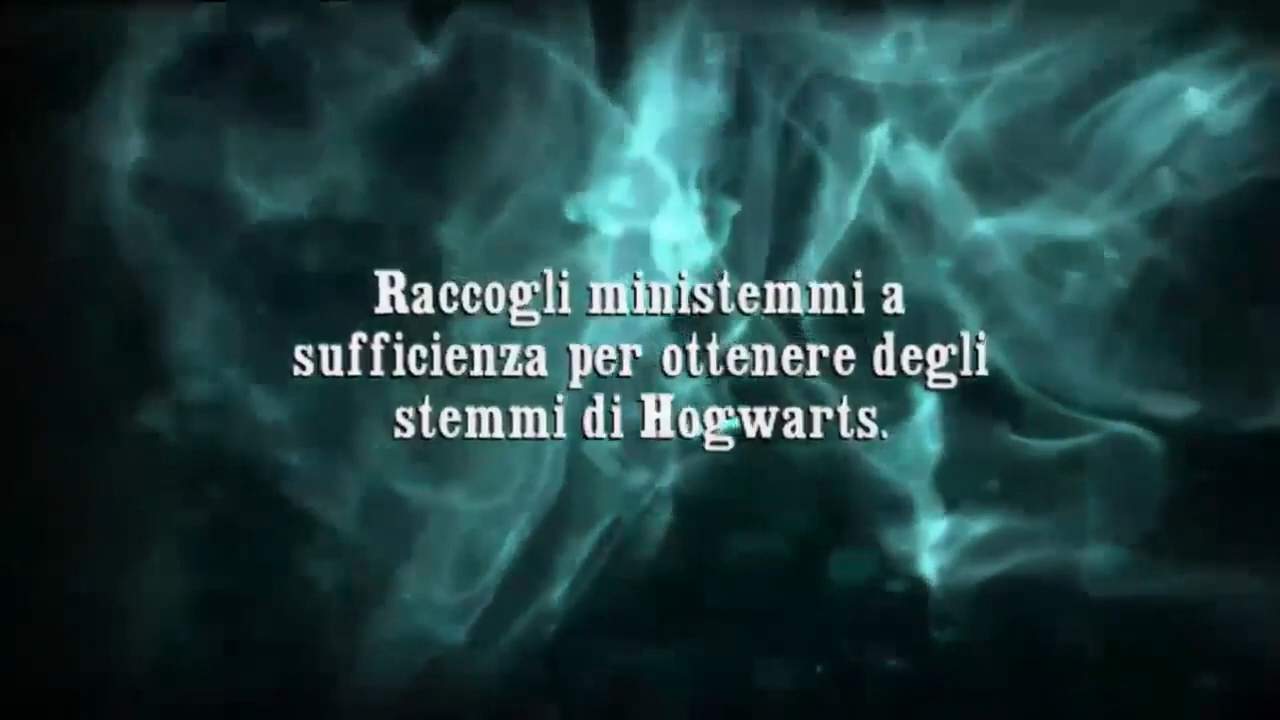 Raccogli ministemmi a
sufficienza per ottenere degli
stemmi di Hogwarts.